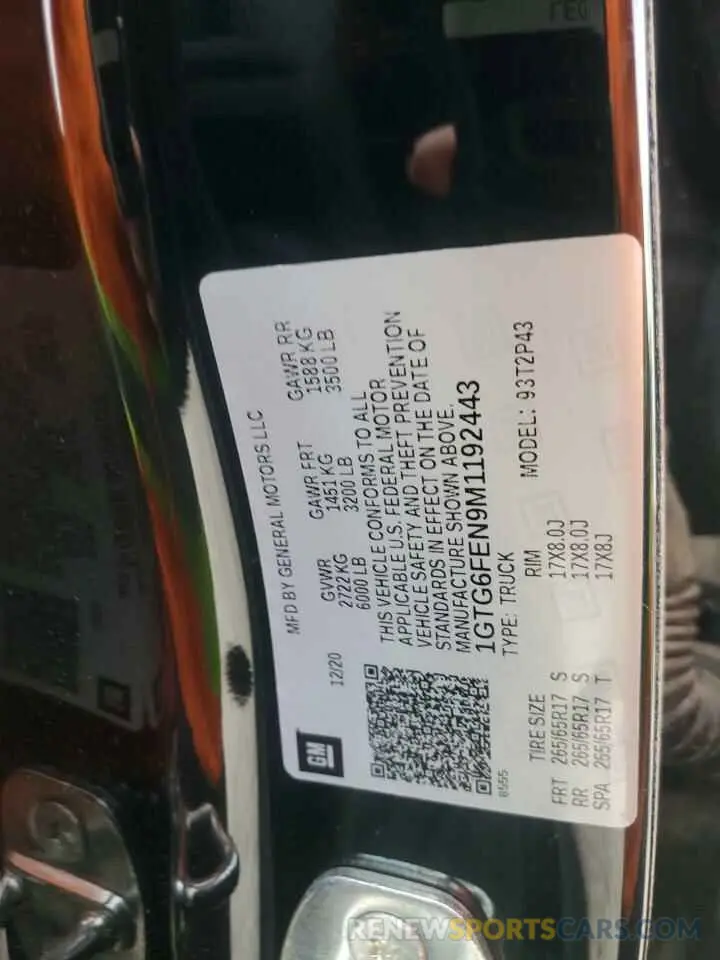 GM
12/20 MFD BY GENERAL MOTORS LLC
GVWR GAWR FRT GAWR RR
2722 KG 1451 KG 1588 KG
6000 LB 3200 LB 3500 LB
THIS VEHICLE CONFORMS TO ALL
APPLICABLE U.S. FEDERAL MOTOR
VEHICLE SAFETY AND THEFT PREVENTION
STANDARDS IN EFFECT ON THE DATE OF
MANUFACTURE SHOWN ABOVE.
1GTG6FEN9M1192443
8555 TYPE: TRUCK MODEL: 93T2P43
TIRE SIZE RIM
FRT 265/65R17 S 17X8.0J
RR 265/65R17 S 17X8.0J
SPA 265/65R17 T 17X8J
RENEWSPORTSCARS.COM